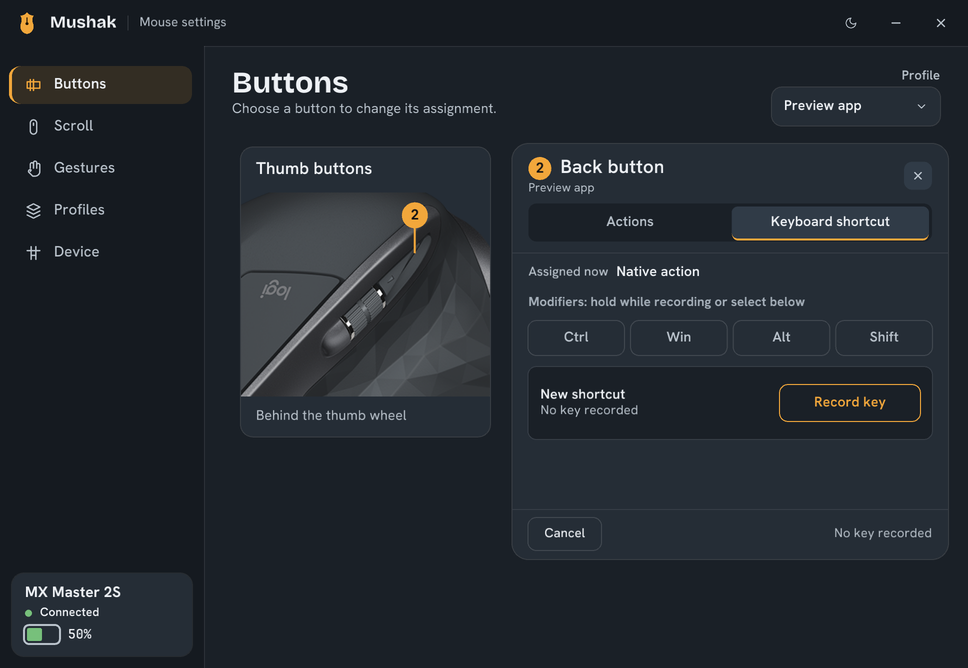 Mushak
Mouse settings
Buttons
Scroll
Gestures
Profiles
Device
MX Master 2S
Connected
50%
Buttons
Choose a button to change its assignment.
Profile
Preview app
Thumb buttons
2
logi
Behind the thumb wheel
2 Back button
Preview app
Actions
Keyboard shortcut
Assigned now Native action
Modifiers: hold while recording or select below
Ctrl
Win
Alt
Shift
New shortcut
No key recorded
Record key
Cancel
No key recorded